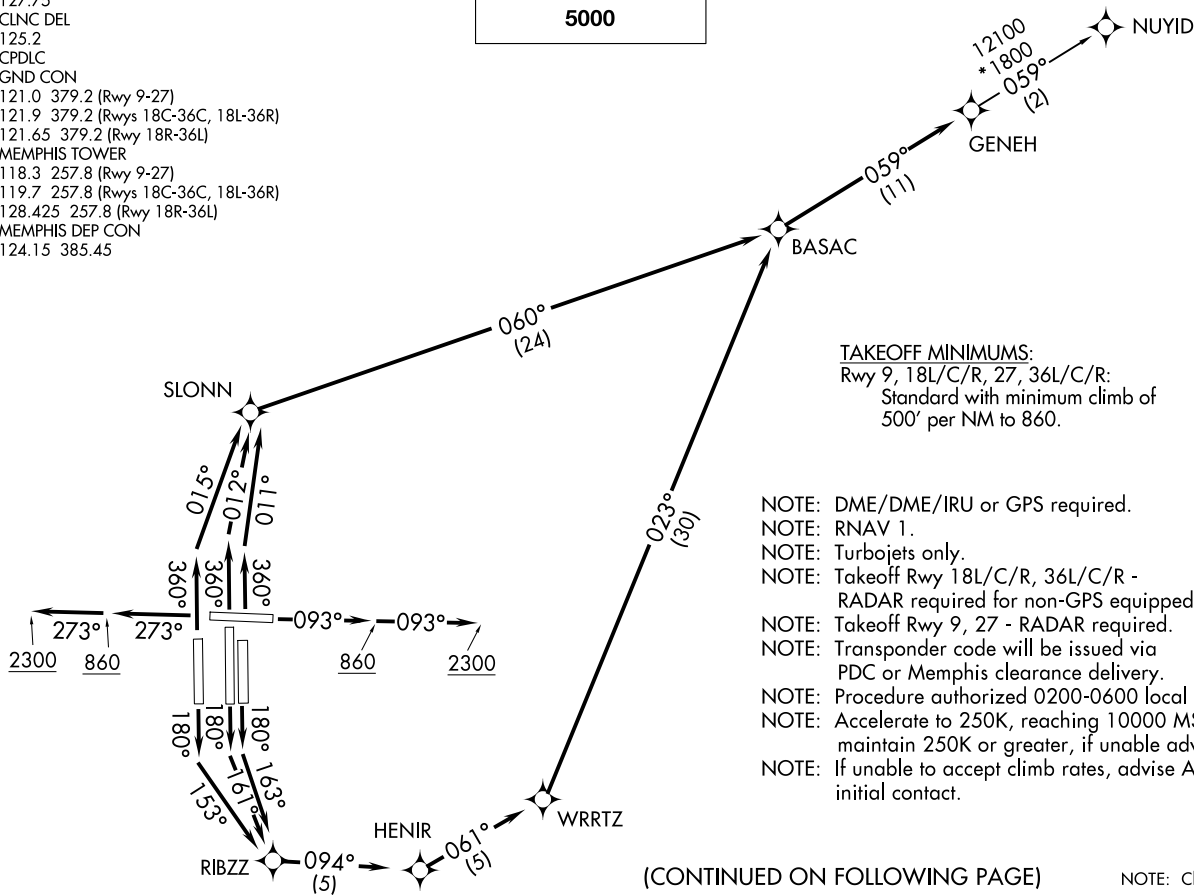 127.75
CLNC DEL
125.2
CPDLC
GND CON
121.0 379.2 (Rwy 9-27)
121.9 379.2 (Rwys 18C-36C, 18L-36R)
121.65 379.2 (Rwy 18R-36L)
MEMPHIS TOWER
118.3 257.8 (Rwy 9-27)
119.7 257.8 (Rwys 18C-36C, 18L-36R)
128.425 257.8 (Rwy 18R-36L)
MEMPHIS DEP CON
124.15 385.45
5000
NUYID
12100
*1800
059°
(2)
GENEH
059°
(11)
BASAC
060°
(24)
SLONN
015°
012°
011°
360°
360°
360°
023°
(30)
273°
273°
2300
860
093°
093°
860
2300
180°
180°
180°
153°
161°
163°
RIBZZ
094°
(5)
HENIR
061°
(5)
WRRTZ
TAKEOFF MINIMUMS:
Rwy 9, 18L/C/R, 27, 36L/C/R:
Standard with minimum climb of
500' per NM to 860.
NOTE: DME/DME/IRU or GPS required.
NOTE: RNAV 1.
NOTE: Turbojets only.
NOTE: Takeoff Rwy 18L/C/R, 36L/C/R -
RADAR required for non-GPS equipped
NOTE: Takeoff Rwy 9, 27 - RADAR required.
NOTE: Transponder code will be issued via
PDC or Memphis clearance delivery.
NOTE: Procedure authorized 0200-0600 local
NOTE: Accelerate to 250K, reaching 10000
maintain 250K or greater, if unable
NOTE: If unable to accept climb rates, advise
initial contact.
(CONTINUED ON FOLLOWING PAGE)
NOTE: